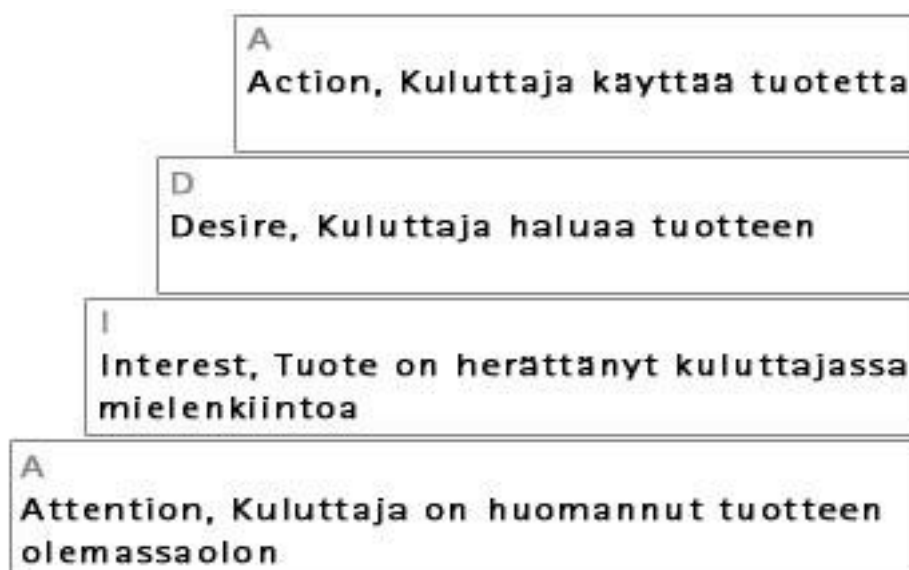 A
Action, Kuluttaja käyttää tuotetta
D
Desire, Kuluttaja haluaa tuotteen
I
Interest, Tuote on herättänyt kuluttajassa
mielenkiintoa
A
Attention, Kuluttaja on huomannut tuotteen
olemassaolon